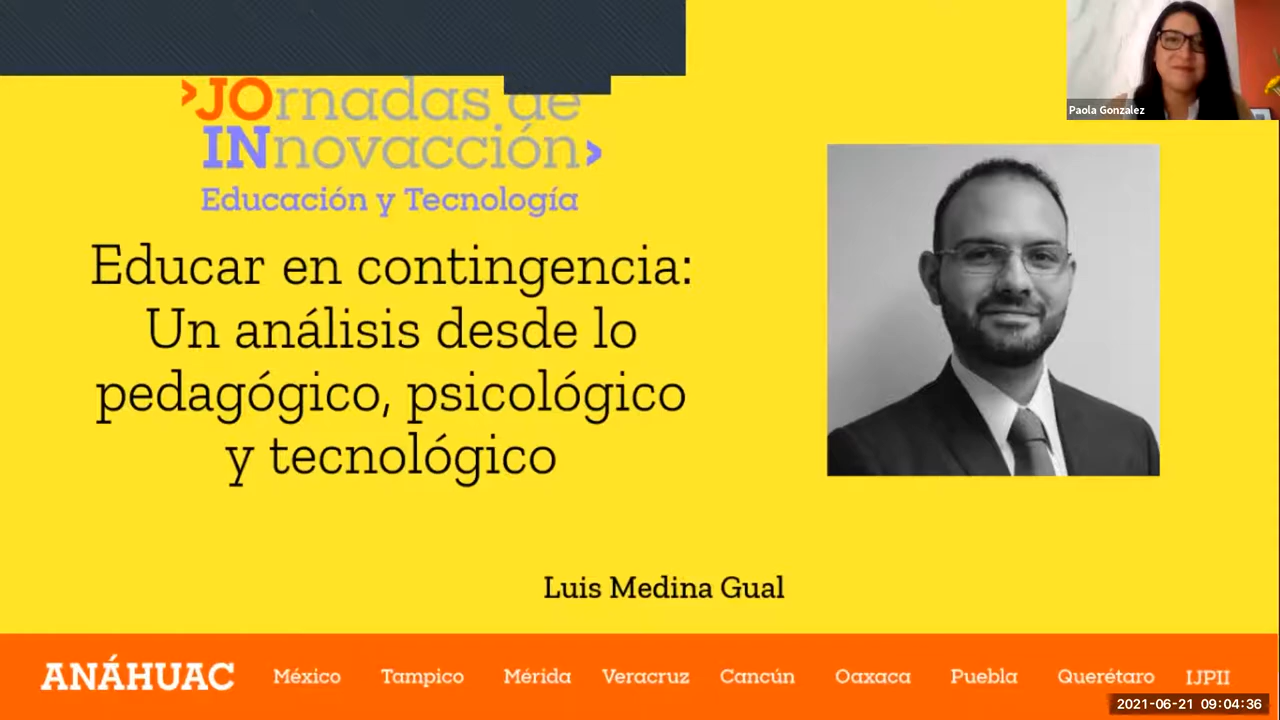 ›JOrnadas de
INnovacción›
Educación y Tecnología
Paola Gonzalez
Educar en contingencia:
Un análisis desde lo
pedagógico, psicológico
y tecnológico
Luis Medina Gual
ANÁHUAC México Tampico Mérida Veracruz Cancún Oaxaca Puebla Querétaro IJPII
2021-06-21 09:04:36